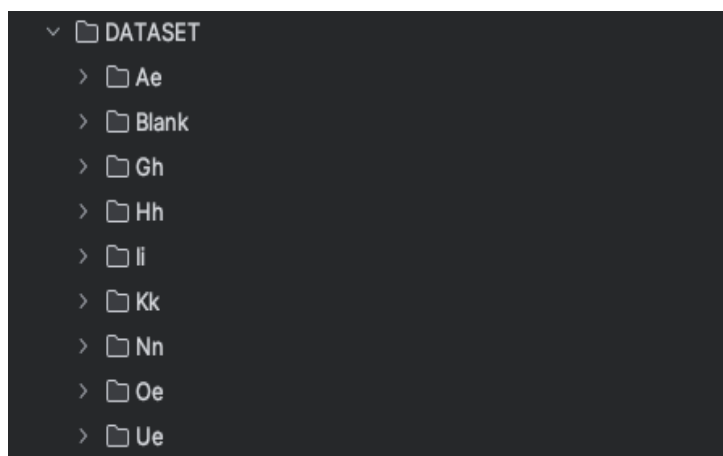 DATASET
Ae
Blank
Gh
Hh
Ii
Kk
Nn
Oe
Ue